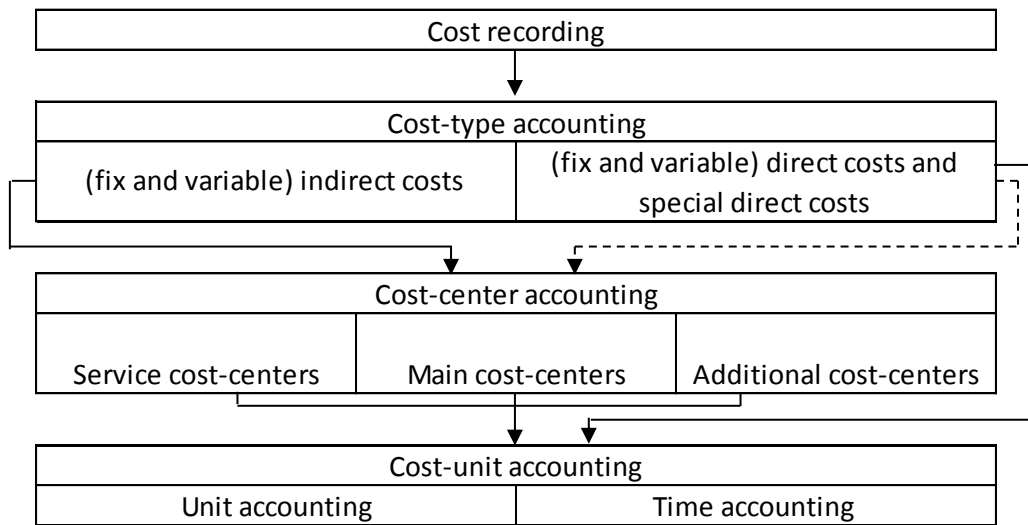 Cost recording
Cost-type accounting
(fix and variable) indirect costs
(fix and variable) direct costs and
special direct costs
Cost-center accounting
Service cost-centers
Main cost-centers
Additional cost-centers
Cost-unit accounting
Unit accounting
Time accounting